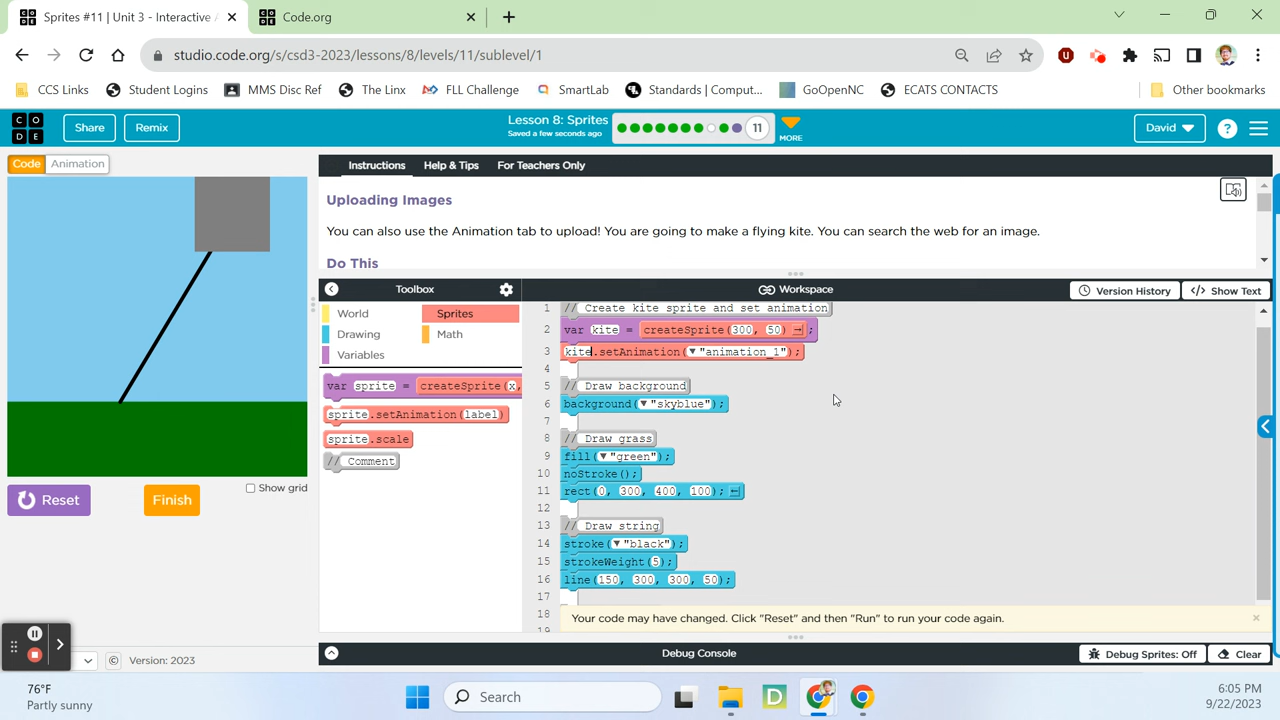 Sprites #11 | Unit 3 - Interactive A
Code.org
studio.code.org/s/csd3-2023/lessons/8/levels/11/sublevel/1
CCS Links
Student Logins
MMS Disc Ref
The Linx
FLL Challenge
SmartLab
Standards | Comput...
GoOpenNC
ECATS CONTACTS
Other bookmarks
C O
D E
Share
Remix
Lesson 8: Sprites
Saved a few seconds ago
11
MORE
David
?
Code
Animation
Instructions
Help & Tips
For Teachers Only
Uploading Images
You can also use the Animation tab to upload! You are going to make a flying kite. You can search the web for an image.
Do This
Toolbox
Workspace
Version History
</> Show Text
World
Sprites
Drawing
Math
Variables
var sprite = createSprite(x,
sprite.setAnimation(label)
sprite.scale
// Comment
1 // Create kite sprite and set animation
2 var kite = createSprite(300, 50);
3 kite.setAnimation("animation_1");
4
5 // Draw background
6 background("skyblue");
7
8 // Draw grass
9 fill("green");
10 noStroke();
11 rect(0, 300, 400, 100);
12
13 // Draw string
14 stroke("black");
15 strokeWeight(5);
16 line(150, 300, 300, 50);
17
18
19
Your code may have changed. Click "Reset" and then "Run" to run your code again.
Reset
Finish
Show grid
Debug Console
Debug Sprites: Off
Clear
© Version: 2023
76°F
Partly sunny
Search
6:05 PM
9/22/2023